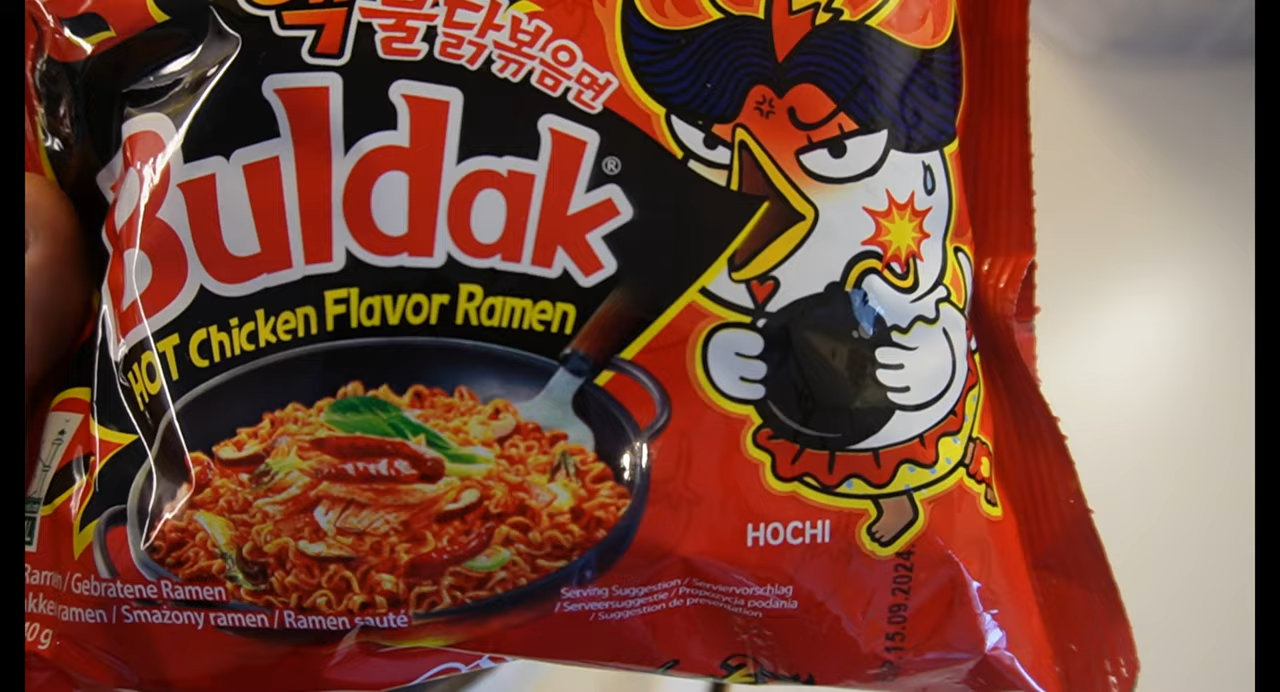 핵불닭볶음면
Buldak®
HOT Chicken Flavor Ramen
HOCHI
/ Gebratene Ramen
ramen / Smażony ramen / Ramen sauté
Serving Suggestion / Serviervorschlag
/ Serveersuggestie / Propozycja podania
/ Suggestion de présentation
15.09.2024.